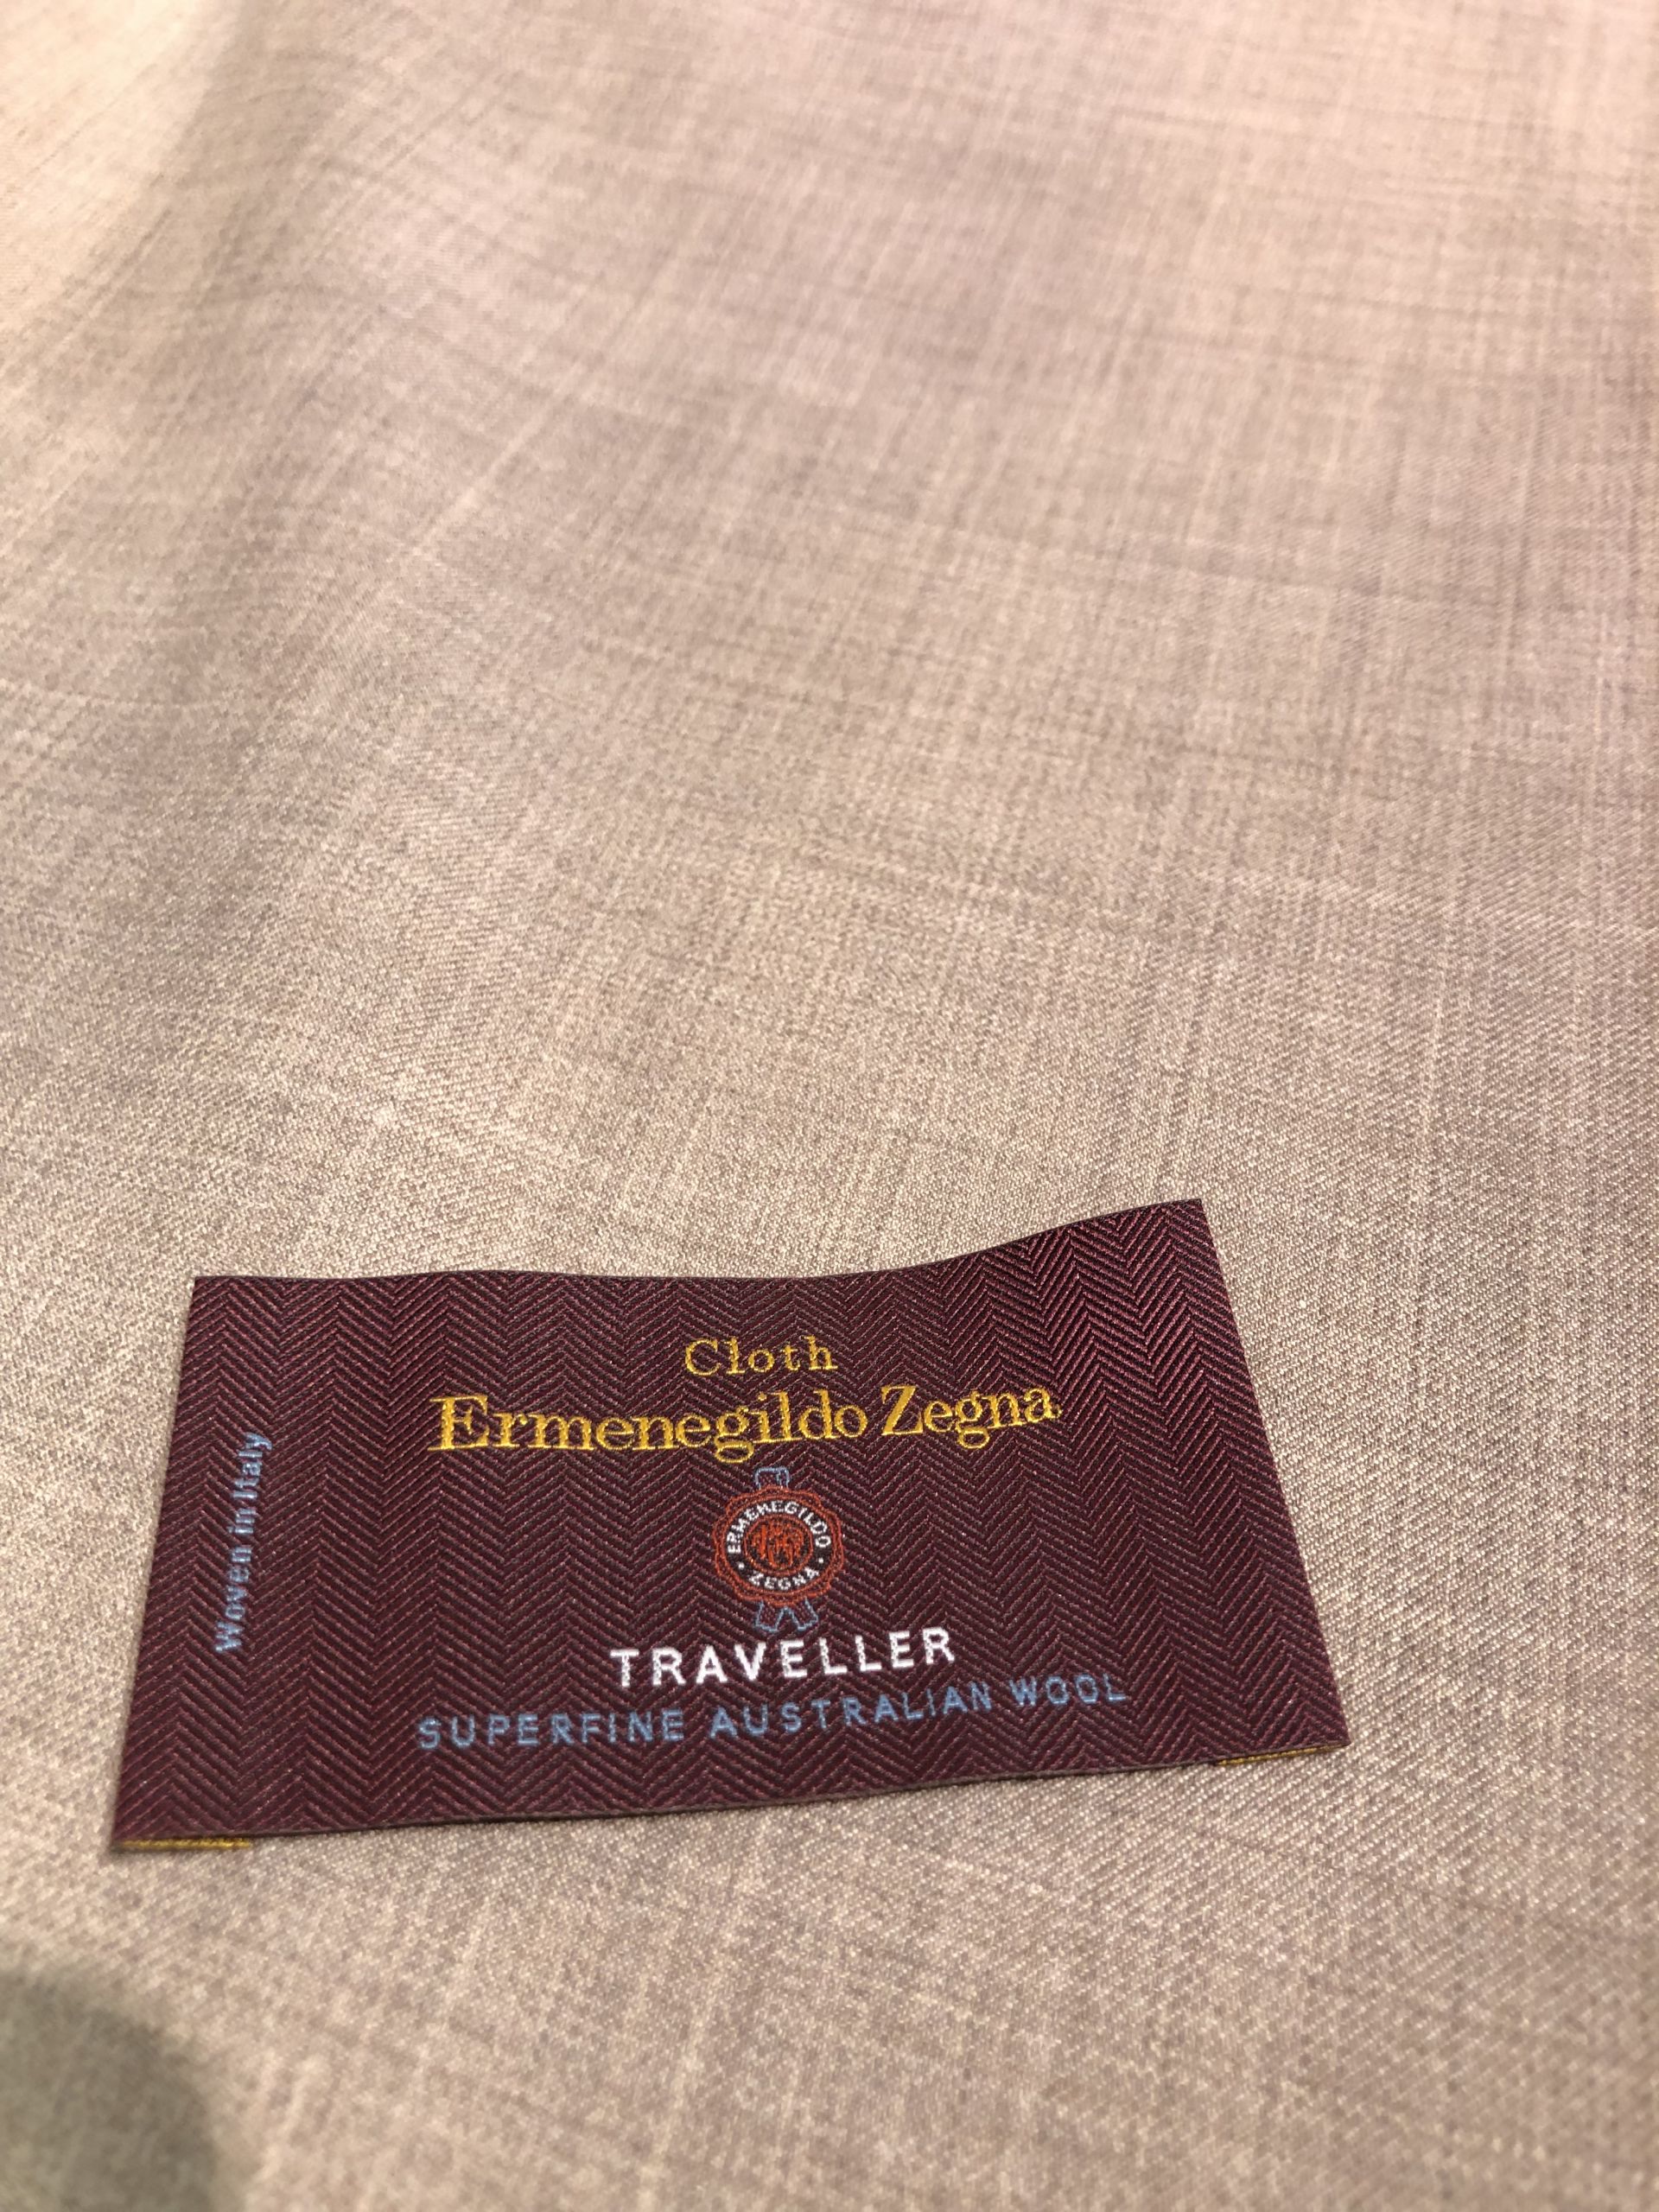 Cloth
Ermenegildo Zegna
Woven in Italy
ERMENEGILDO
ZEGNA
TRAVELLER
SUPERFINE AUSTRALIAN WOOL